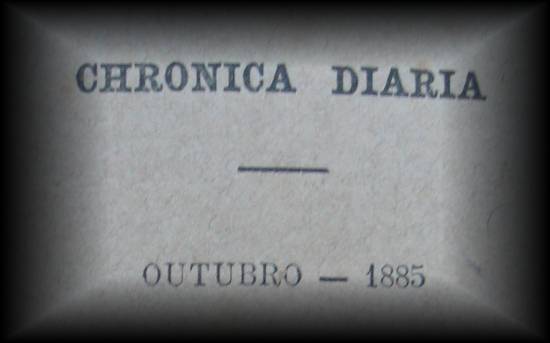 CHRONICA DIARIA
OUTUBRO — 1885